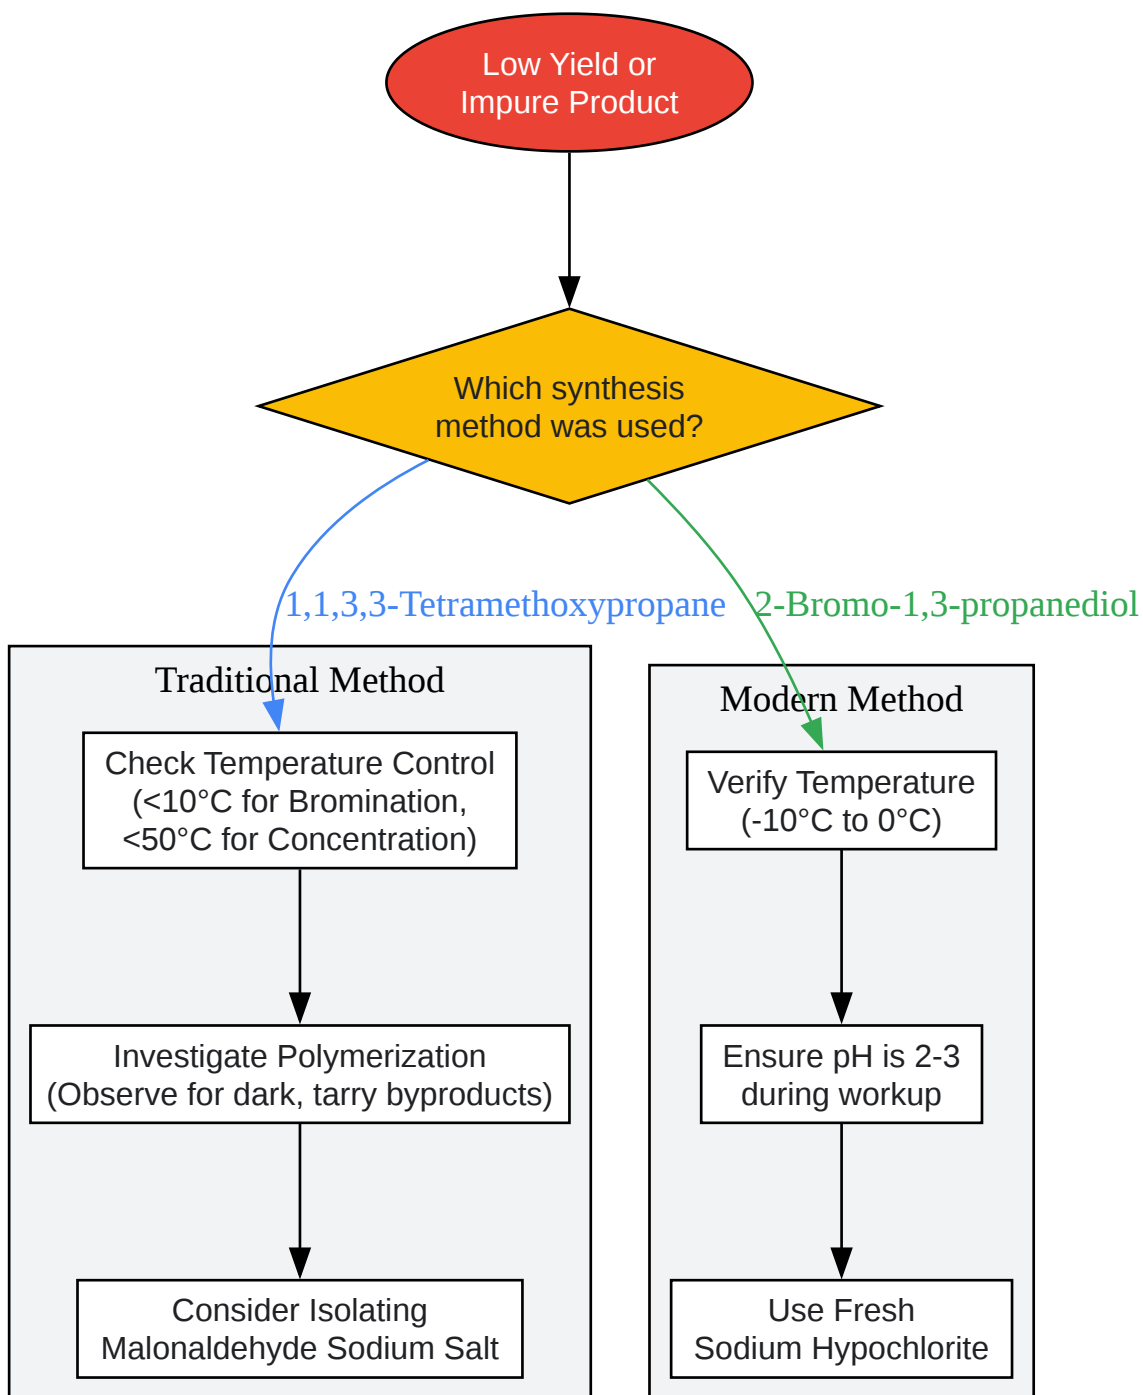 Low Yield or
Impure Product
Which synthesis
method was used?
1,1,3,3-Tetramethoxypropane
2-Bromo-1,3-propanediol
Traditional Method
Check Temperature Control
(<10°C for Bromination,
<50°C for Concentration)
Investigate Polymerization
(Observe for dark, tarry byproducts)
Consider Isolating
Malonaldehyde Sodium Salt
Modern Method
Verify Temperature
(-10°C to 0°C)
Ensure pH is 2-3
during workup
Use Fresh
Sodium Hypochlorite